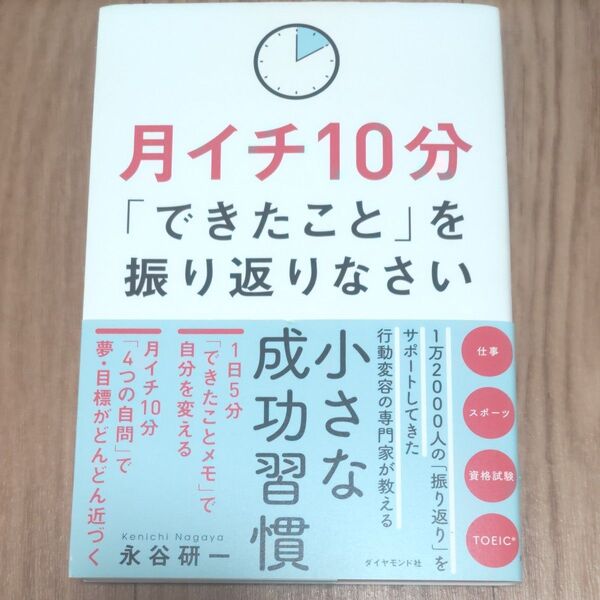 月イチ10分
「できたこと」を
振り返りなさい
仕事
スポーツ
資格試験
TOEIC®
1万2000人の「振り返り」を
サポートしてきた
行動変容の専門家が教える
小さな
成功習慣
1日5分
「できたことメモ」で
自分を変える
月イチ10分
「4つの自問」で
夢・目標がどんどん近づく
Kenichi Nagaya
永谷研一
ダイヤモンド社